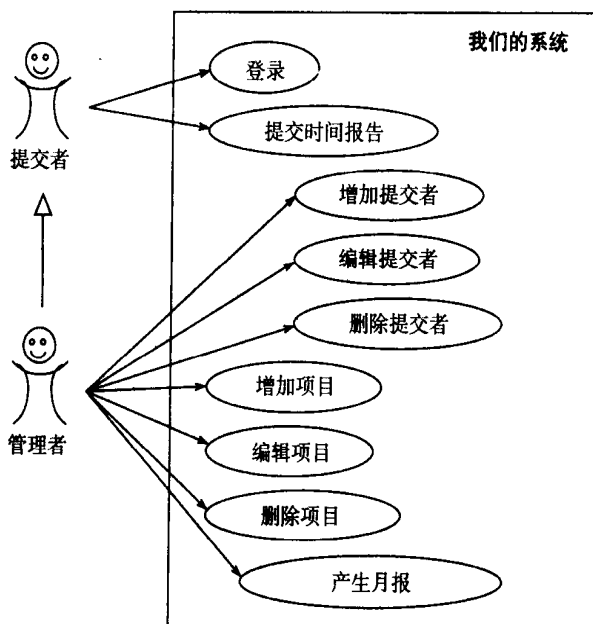 我们的系统
登录
提交时间报告
提交者
增加提交者
编辑提交者
删除提交者
增加项目
管理者
编辑项目
删除项目
产生月报